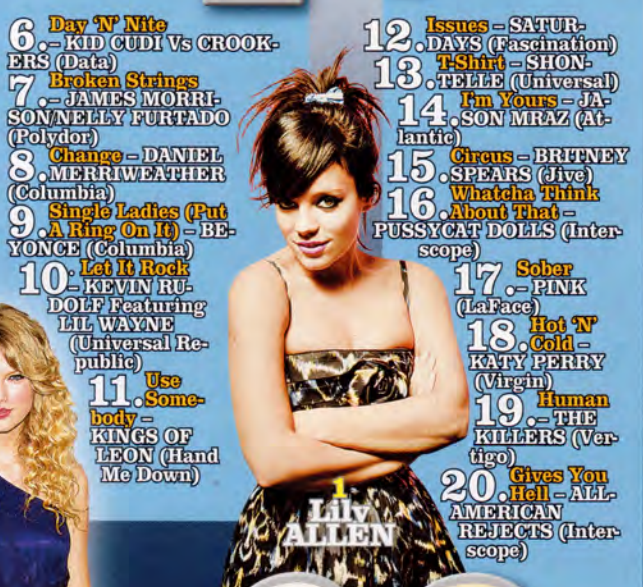 6. Day 'N' Nite
– KID CUDI Vs CROOK-
ERS (Data)
7. Broken Strings
– JAMES MORRI-
SON/NELLY FURTADO
(Polydor)
8. Change – DANIEL
MERRIWEATHER
(Columbia)
9. Single Ladies (Put
A Ring On It) – BE-
YONCE (Columbia)
10. Let It Rock
– KEVIN RU-
DOLF Featuring
LIL WAYNE
(Universal Re-
public)
11. Use
Some-
body –
KINGS OF
LEON (Hand
Me Down)
12. Issues – SATUR-
DAYS (Fascination)
13. T-Shirt – SHON-
TELLE (Universal)
14. I'm Yours – JA-
SON MRAZ (At-
lantic)
15. Circus – BRITNEY
SPEARS (Jive)
16. Whatcha Think
About That –
PUSSYCAT DOLLS (Inter-
scope)
17. Sober
– PINK
(LaFace)
18. Hot 'N'
Cold –
KATY PERRY
(Virgin)
19. Human
– THE
KILLERS (Ver-
tigo)
20. Gives You
Hell – ALL-
AMERICAN
REJECTS (Inter-
scope)
1
Lily
ALLEN